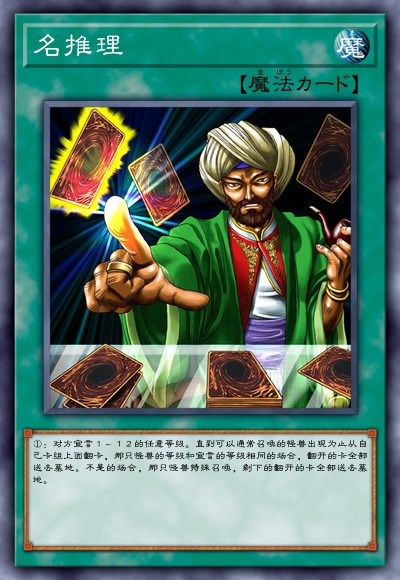 名推理
魔
【魔法カード】
まほう
①：对方宣言１～１２的任意等级。直到可以通常召唤的怪兽出现为止从自
己卡组上面翻卡，那只怪兽的等级和宣言的等级相同的场合，翻开的卡全部
送去墓地。不是的场合，那只怪兽特殊召唤，剩下的翻开的卡全部送去墓
地。